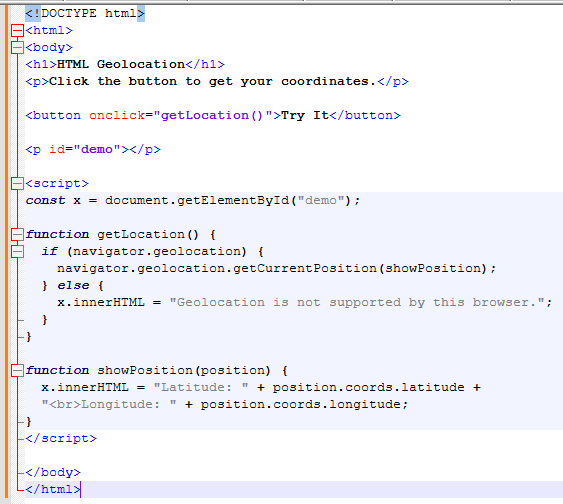 <!DOCTYPE html>
<html>
<body>
<h1>HTML Geolocation</h1>
<p>Click the button to get your coordinates.</p>
<button onclick="getLocation()">Try It</button>
<p id="demo"></p>
<script>
const x = document.getElementById("demo");
function getLocation() {
  if (navigator.geolocation) {
    navigator.geolocation.getCurrentPosition(showPosition);
  } else {
    x.innerHTML = "Geolocation is not supported by this browser.";
  }
}
function showPosition(position) {
  x.innerHTML = "Latitude: " + position.coords.latitude +
  "<br>Longitude: " + position.coords.longitude;
}
</script>
</body>
</html>